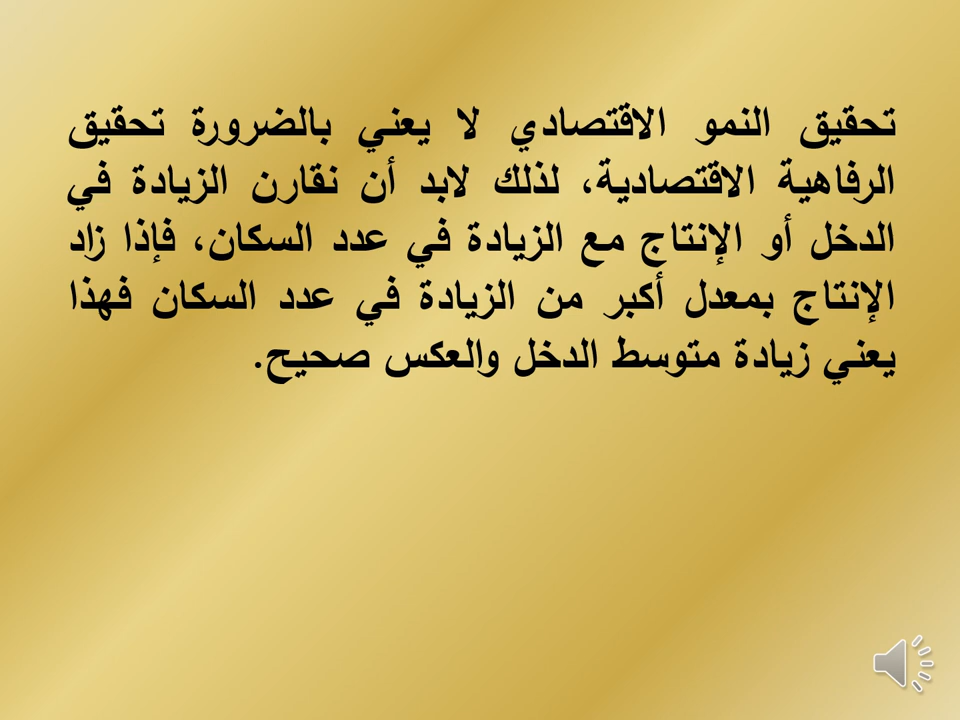 تحقيق النمو الاقتصادي لا يعني بالضرورة تحقيق
الرفاهية الاقتصادية، لذلك لابد أن نقارن الزيادة في
الدخل أو الإنتاج مع الزيادة في عدد السكان، فإذا زاد
الإنتاج بمعدل أكبر من الزيادة في عدد السكان فهذا
يعني زيادة متوسط الدخل والعكس صحيح.